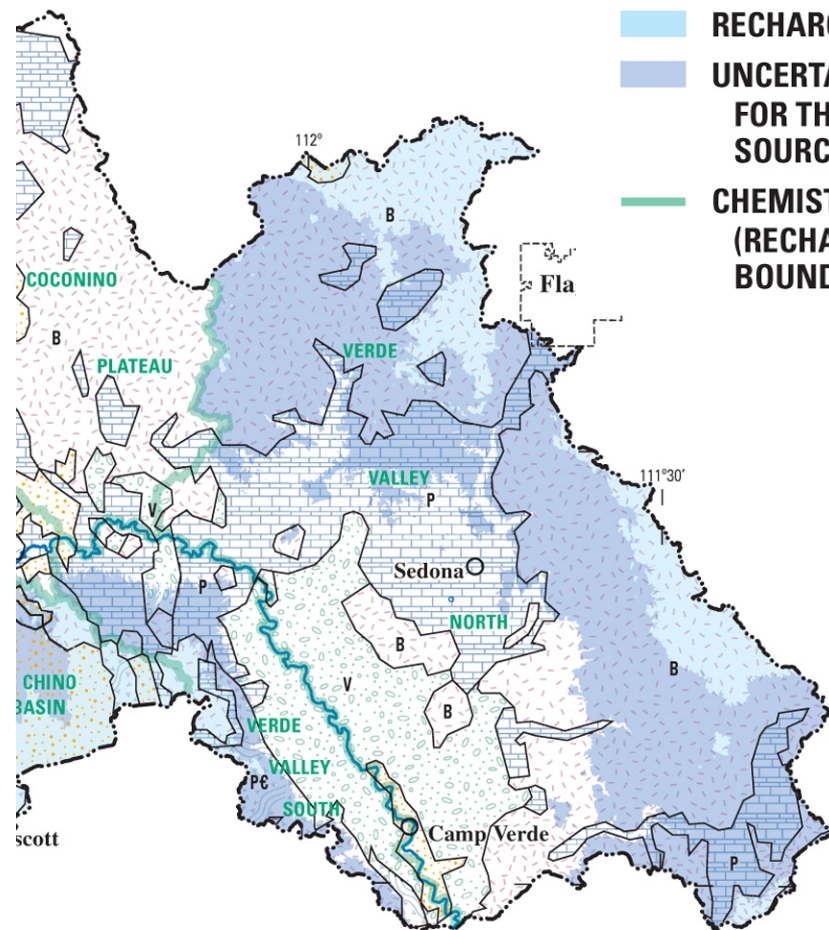 RECHARG
UNCERTA
FOR TH
SOURC
CHEMIST
(RECHA
BOUND
112°
B
Fla
COCONINO
B
PLATEAU
VERDE
VALLEY
111°30'
P
V
Sedona
P
NORTH
B
B
V
B
CHINO
BASIN
VERDE
VALLEY
P€
SOUTH
scott
Camp Verde
P